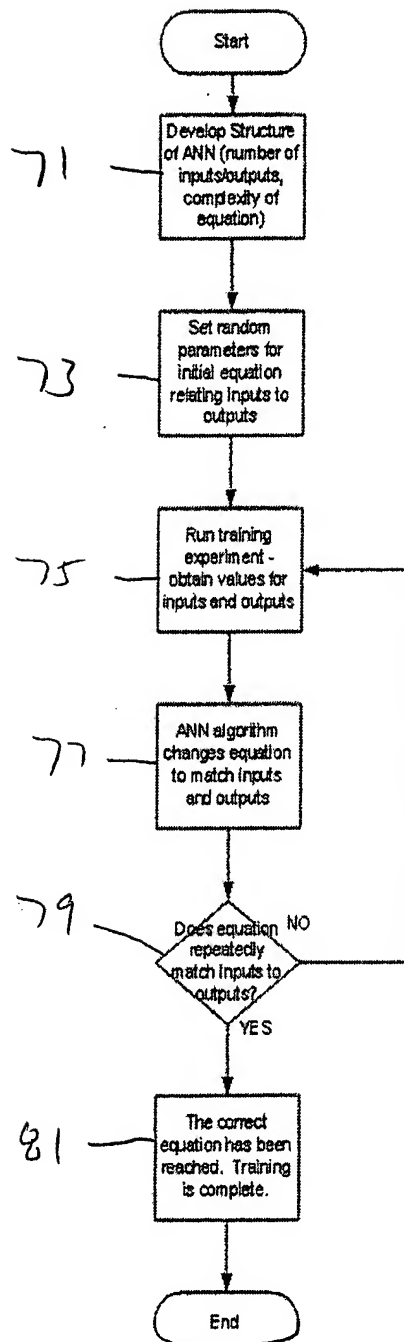 Start
71
Develop Structure
of ANN (number of
inputs/outputs,
complexity of
equation)
73
Set random
parameters for
initial equation
relating inputs to
outputs
75
Run training
experiment -
obtain values for
inputs and outputs
77
ANN algorithm
changes equation
to match inputs
and outputs
79
Does equation
repeatedly
match inputs to
outputs?
NO
YES
81
The correct
equation has been
reached. Training
is complete.
End